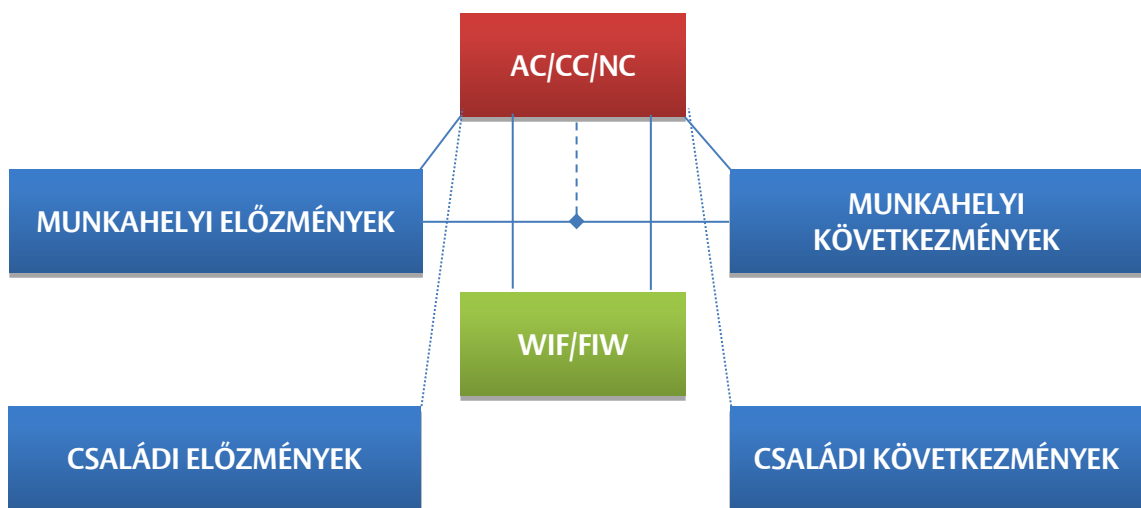 AC/CC/NC
MUNKAHELYI ELŐZMÉNYEK
MUNKAHELYI
KÖVETKEZMÉNYEK
WIF/FIW
CSALÁDI ELŐZMÉNYEK
CSALÁDI KÖVETKEZMÉNYEK